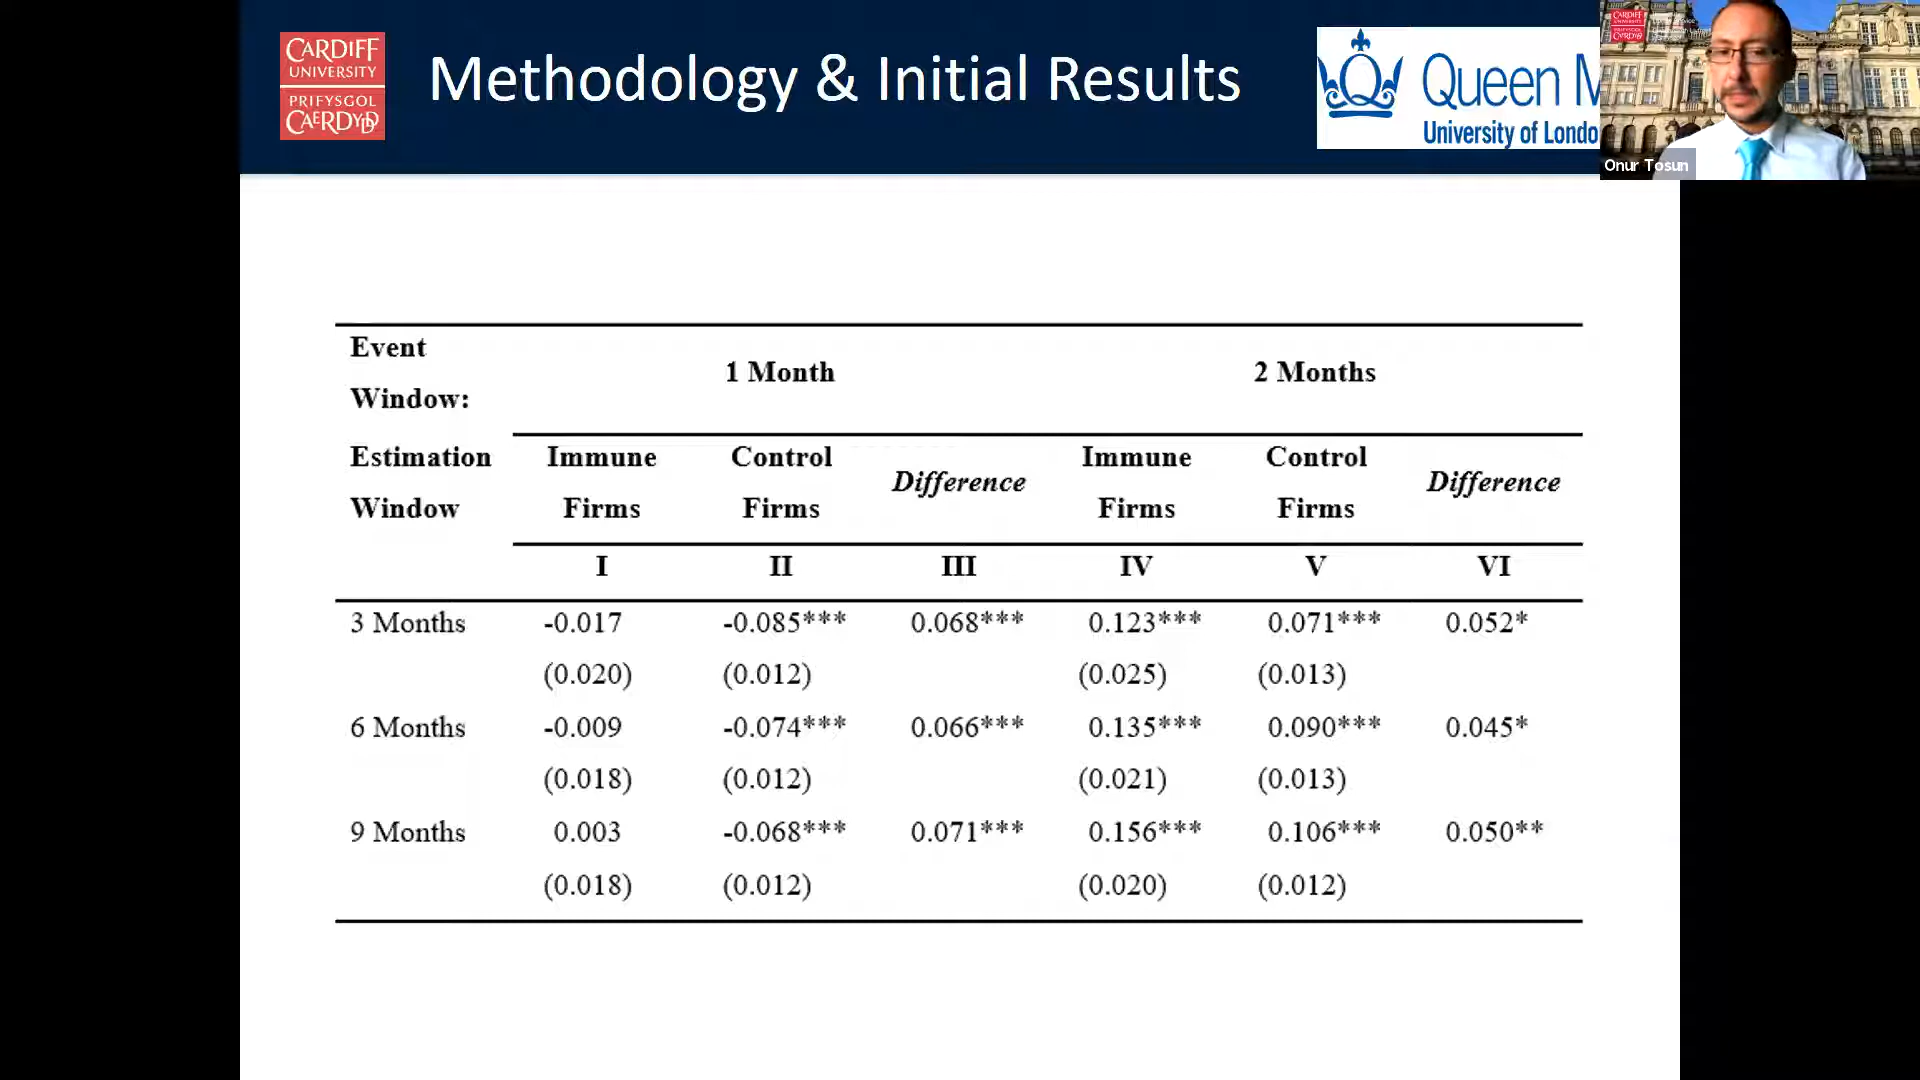 CARDIFF
UNIVERSITY
PRIFYSGOL
CAERDYDD
Methodology & Initial Results
Queen M
University of Londo
CARDIFF
Onur Tosun
Event Window: 1 Month 2 Months
Estimation Window Immune Firms Control Firms Difference Immune Firms Control Firms Difference
I II III IV V VI
3 Months -0.017 -0.085*** 0.068*** 0.123*** 0.071*** 0.052*
(0.020) (0.012) (0.025) (0.013)
6 Months -0.009 -0.074*** 0.066*** 0.135*** 0.090*** 0.045*
(0.018) (0.012) (0.021) (0.013)
9 Months 0.003 -0.068*** 0.071*** 0.156*** 0.106*** 0.050**
(0.018) (0.012) (0.020) (0.012)